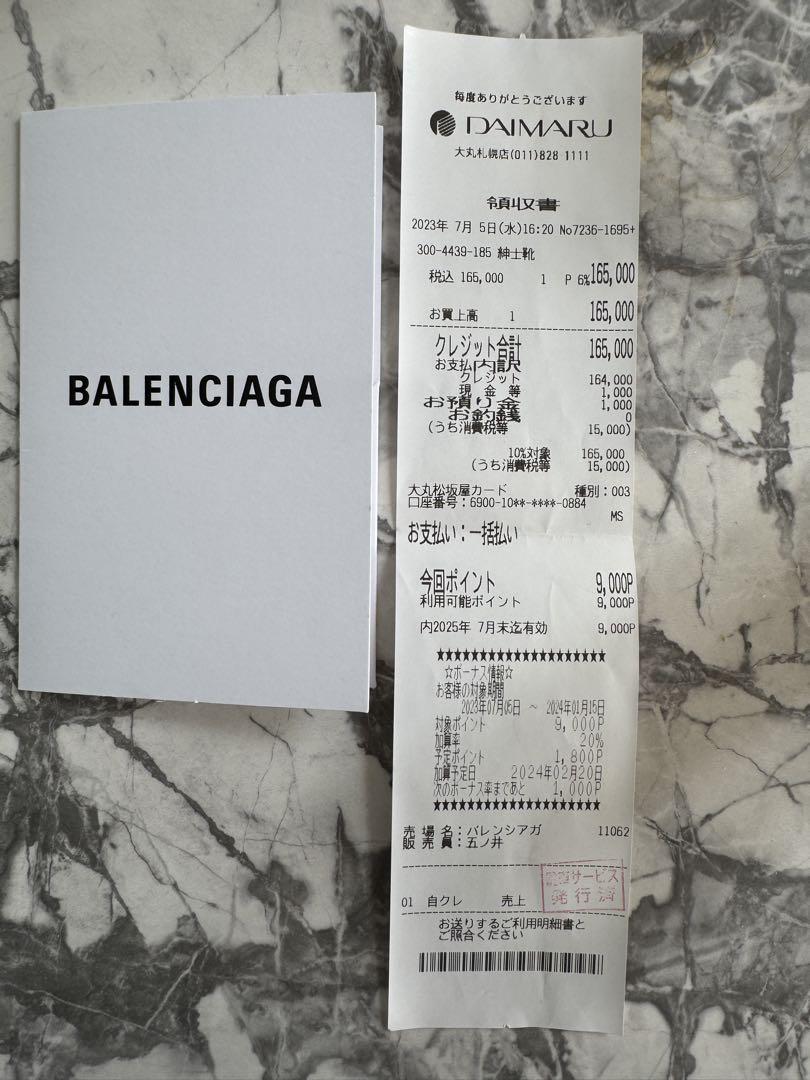 BALENCIAGA
毎度ありがとうございます
DAIMARU
大丸札幌店(011)828 1111
領収書
2023年 7月 5日(水)16:20 No7236-1695+
300-4439-185 紳士靴
税込 165,000 1 P 6% 165,000
お買上高 1 165,000
クレジット合計 165,000
お支払内訳
クレジット 164,000
現 金 等 1,000
お預り金 1,000
お釣銭 0
(うち消費税等 15,000)
10%対象 165,000
(うち消費税等 15,000)
大丸松坂屋カード 種別:003
口座番号:6900-10**-****-0884
MS
お支払い:一括払い
今回ポイント 9,000P
利用可能ポイント 9,000P
内2025年 7月末迄有効 9,000P
★★★★★★★★★★★★★★★★★★★★
☆ボーナス情報☆
お客様の対象期間
2023年07月05日 ~ 2024年01月15日
対象ポイント 9,000P
加算率 20%
予定ポイント 1,800P
加算予定日 2024年02月20日
次のボーナス率まであと 1,000P
★★★★★★★★★★★★★★★★★★★★
売 場 名:バレンシアガ 11062
販 売 員:五ノ井
サービス
発行済
01 自クレ 売上
お送りするご利用明細書と
ご照合ください